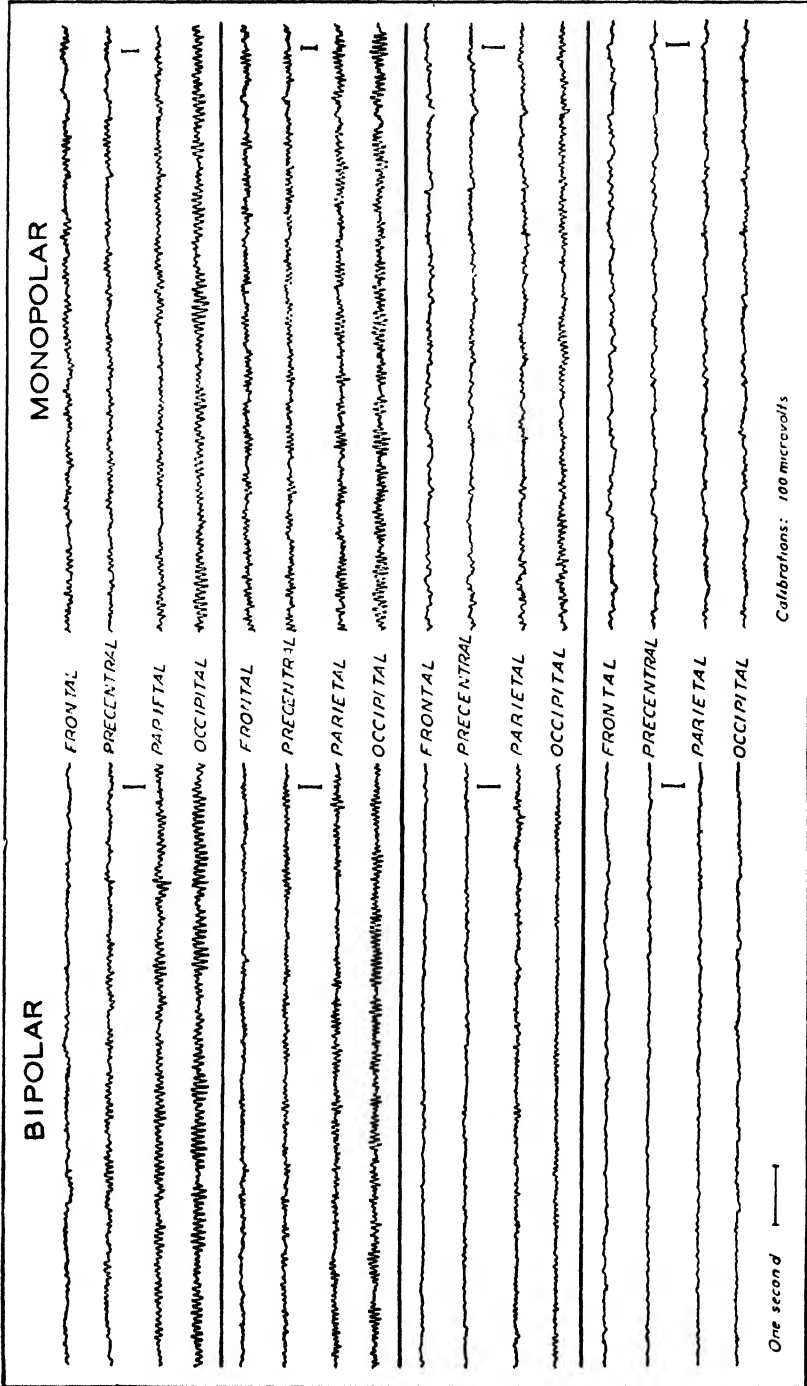 BIPOLAR MONOPOLAR
FRONTAL
PRECENTRAL
PARIETAL
OCCIPITAL
FRONTAL
PRECENTRAL
PARIETAL
OCCIPITAL
FRONTAL
PRECENTRAL
PARIETAL
OCCIPITAL
FRONTAL
PRECENTRAL
PARIETAL
OCCIPITAL
One second Calibrations: 100 microvolts